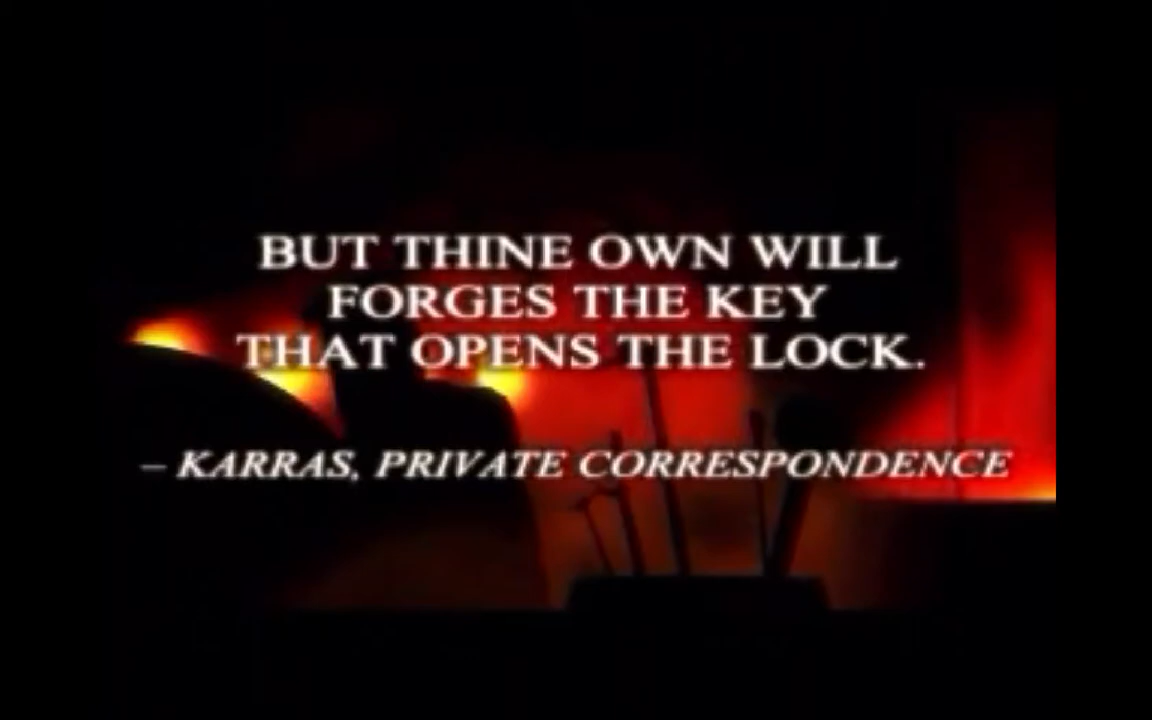 BUT THINE OWN WILL
FORGES THE KEY
THAT OPENS THE LOCK.
– KARRAS, PRIVATE CORRESPONDENCE